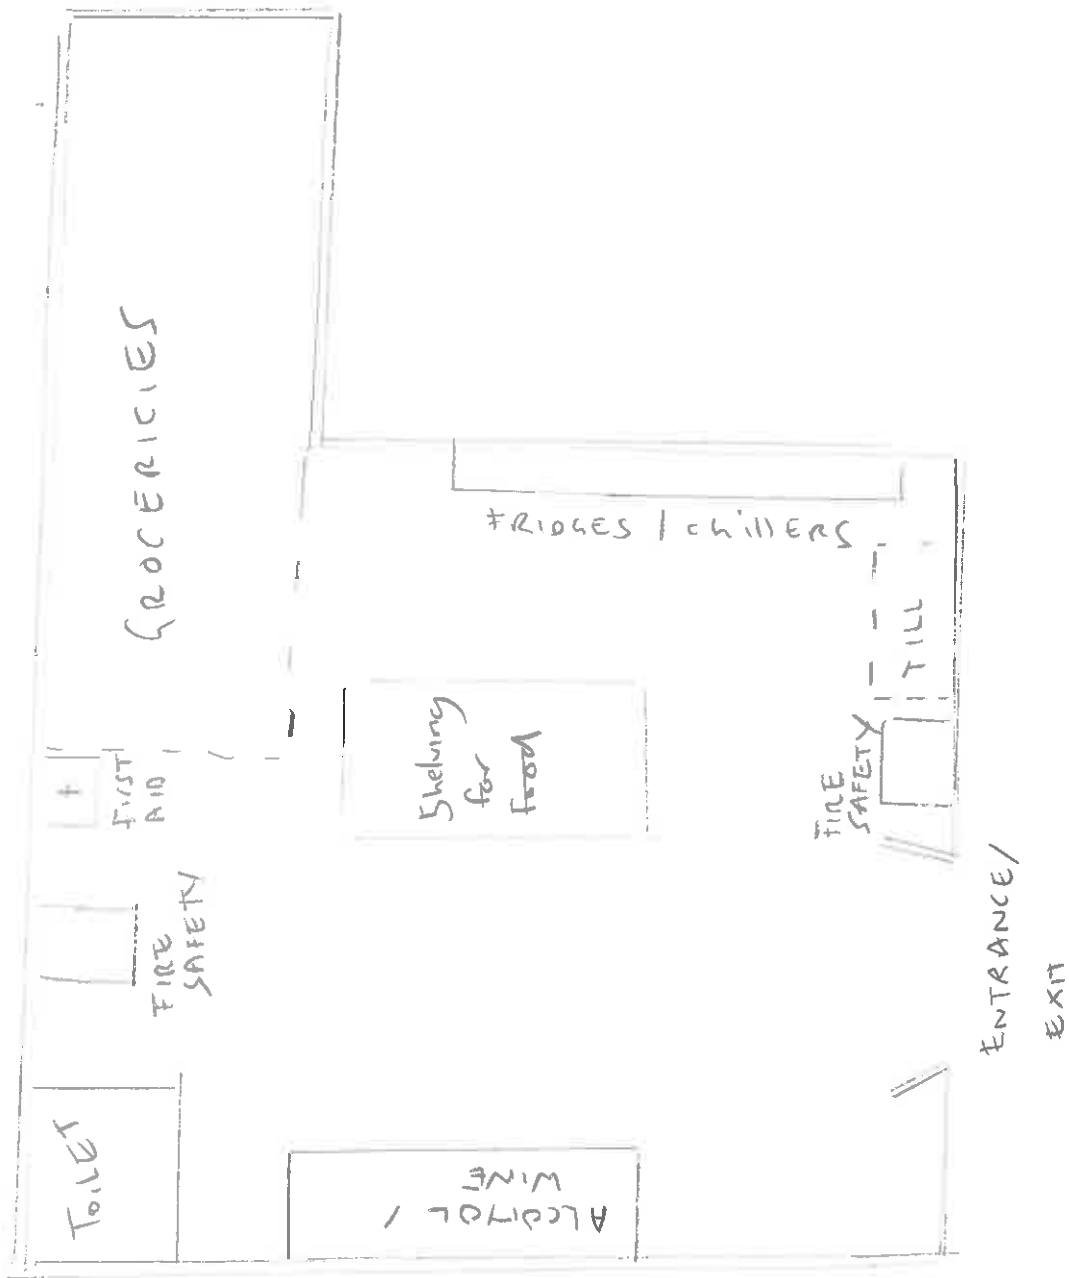 GROCERICIES
FRIDGES / chillERS
TILL
Shelving
for
food
FIRE
SAFETY
FIRST
AID
FIRE
SAFETY
ENTRANCE/
EXIT
TOILET
ALCOHOL /
WINE